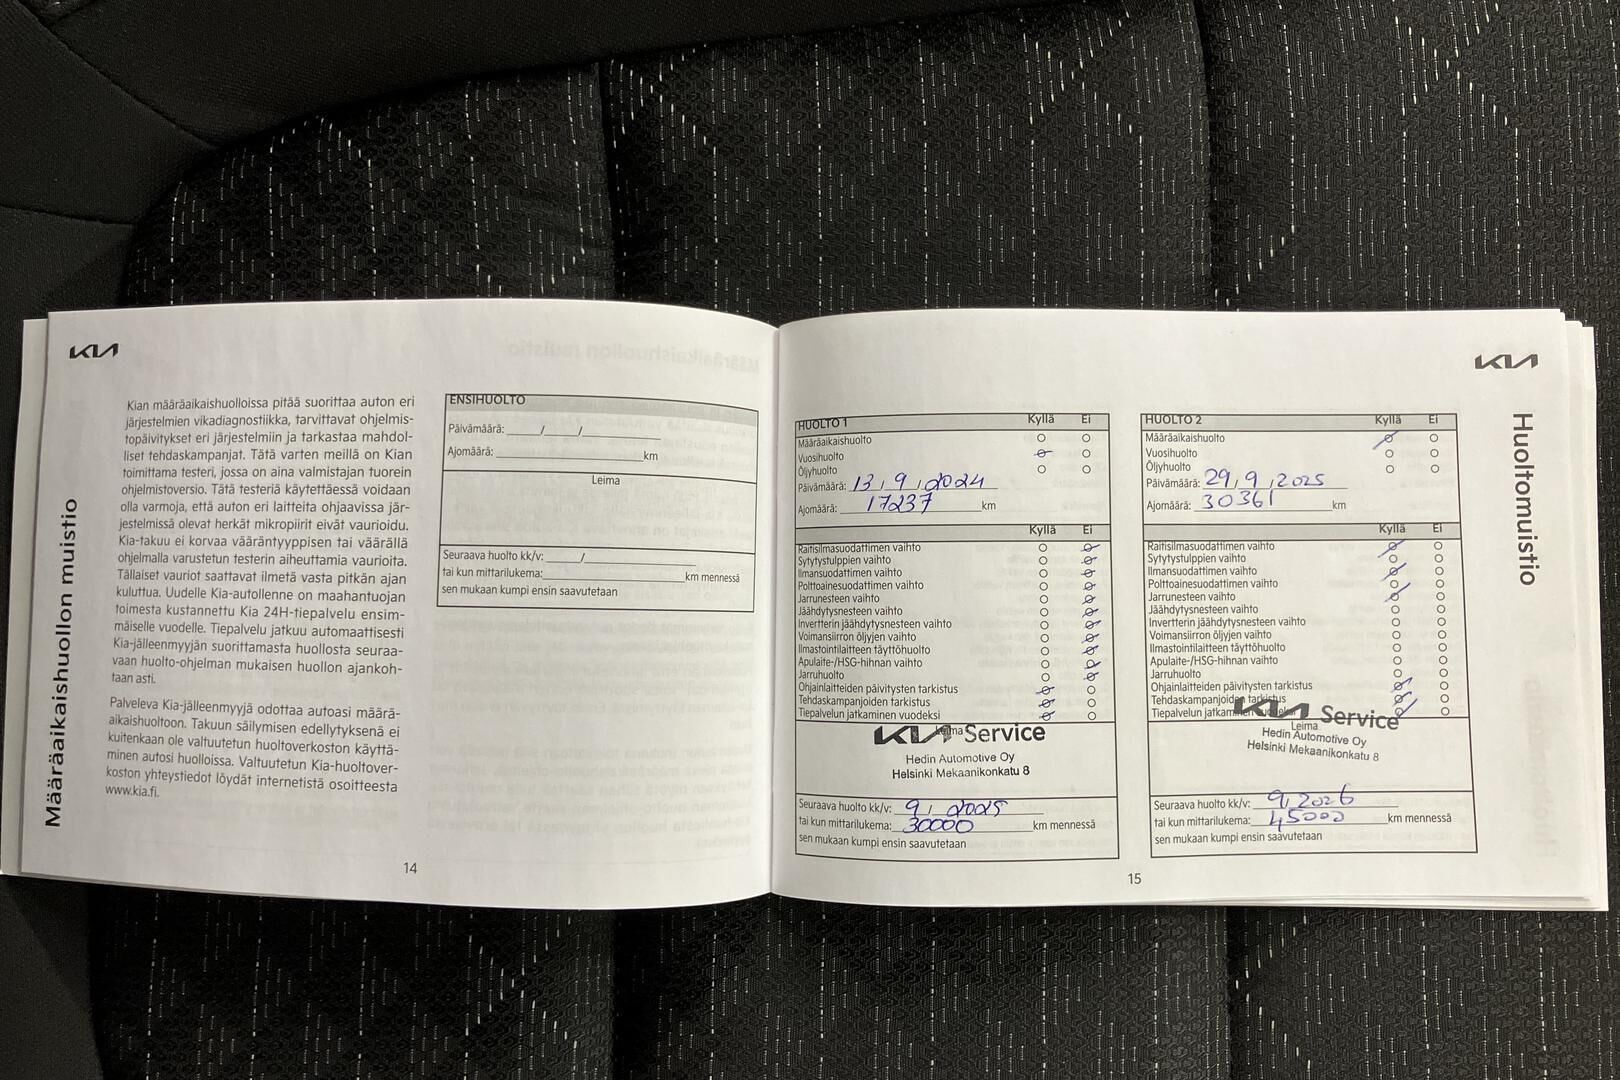 KIA
Määräaikaishuollon muistio
Kian määräaikaishuolloissa pitää suorittaa auton eri
järjestelmien vikadiagnostiikka, tarvittavat ohjelmis-
topäivitykset eri järjestelmiin ja tarkastaa mahdol-
liset tehdaskampanjat. Tätä varten meillä on Kian
toimittama testeri, jossa on aina valmistajan tuorein
ohjelmistoversio. Tätä testeriä käytettäessä voidaan
olla varmoja, että auton eri laitteita ohjaavissa jär-
jestelmissä olevat herkät mikropiirit eivät vaurioidu.
Kia-takuu ei korvaa vääräntyyppisen tai väärällä
ohjelmalla varustetun testerin aiheuttamia vaurioita.
Tällaiset vauriot saattavat ilmetä vasta pitkän ajan
kuluttua. Uudelle Kia-autollenne on maahantuojan
toimesta kustannettu Kia 24H-tiepalvelu ensim-
mäiselle vuodelle. Tiepalvelu jatkuu automaattisesti
Kia-jälleenmyyjän suorittamasta huollosta seuraa-
vaan huolto-ohjelman mukaisen huollon ajankoh-
taan asti.
Palveleva Kia-jälleenmyyjä odottaa autoasi määrä-
aikaishuoltoon. Takuun säilymisen edellytyksenä ei
kuitenkaan ole valtuutetun huoltoverkoston käyttä-
minen autosi huolloissa. Valtuutetun Kia-huoltover-
koston yhteystiedot löydät internetistä osoitteesta
www.kia.fi.
ENSIHUOLTO
Päivämäärä: / /
Ajomäärä: km
Leima
Seuraava huolto kk/v: /
tai kun mittarilukema: km mennessä
sen mukaan kumpi ensin saavutetaan
14
HUOLTO 1 Kyllä Ei
Määräaikaishuolto
Vuosihuolto
Öljyhuolto
Päivämäärä: 13 / 9 / 2024
Ajomäärä: 17237 km
Kyllä Ei
Raitisilmasuodattimen vaihto
Sytytystulppien vaihto
Ilmansuodattimen vaihto
Polttoainesuodattimen vaihto
Jarrunesteen vaihto
Jäähdytysnesteen vaihto
Invertterin jäähdytysnesteen vaihto
Voimansiirron öljyjen vaihto
Ilmastointilaitteen täyttöhuolto
Apulaite-/HSG-hihnan vaihto
Jarruhuolto
Ohjainlaitteiden päivitysten tarkistus
Tehdaskampanjoiden tarkistus
Tiepalvelun jatkaminen vuodeksi
Leima
KIA Service
Hedin Automotive Oy
Helsinki Mekaanikonkatu 8
Seuraava huolto kk/v: 9 / 2025
tai kun mittarilukema: 30000 km mennessä
sen mukaan kumpi ensin saavutetaan
KIA
Huoltomuistio
HUOLTO 2 Kyllä Ei
Määräaikaishuolto
Vuosihuolto
Öljyhuolto
Päivämäärä: 29 / 9 / 2025
Ajomäärä: 30361 km
Kyllä Ei
Raitisilmasuodattimen vaihto
Sytytystulppien vaihto
Ilmansuodattimen vaihto
Polttoainesuodattimen vaihto
Jarrunesteen vaihto
Jäähdytysnesteen vaihto
Invertterin jäähdytysnesteen vaihto
Voimansiirron öljyjen vaihto
Ilmastointilaitteen täyttöhuolto
Apulaite-/HSG-hihnan vaihto
Jarruhuolto
Ohjainlaitteiden päivitysten tarkistus
Tehdaskampanjoiden tarkistus
Tiepalvelun jatkaminen vuodeksi
Leima
KIA Service
Hedin Automotive Oy
Helsinki Mekaanikonkatu 8
Seuraava huolto kk/v: 9 / 2026
tai kun mittarilukema: 45000 km mennessä
sen mukaan kumpi ensin saavutetaan
15